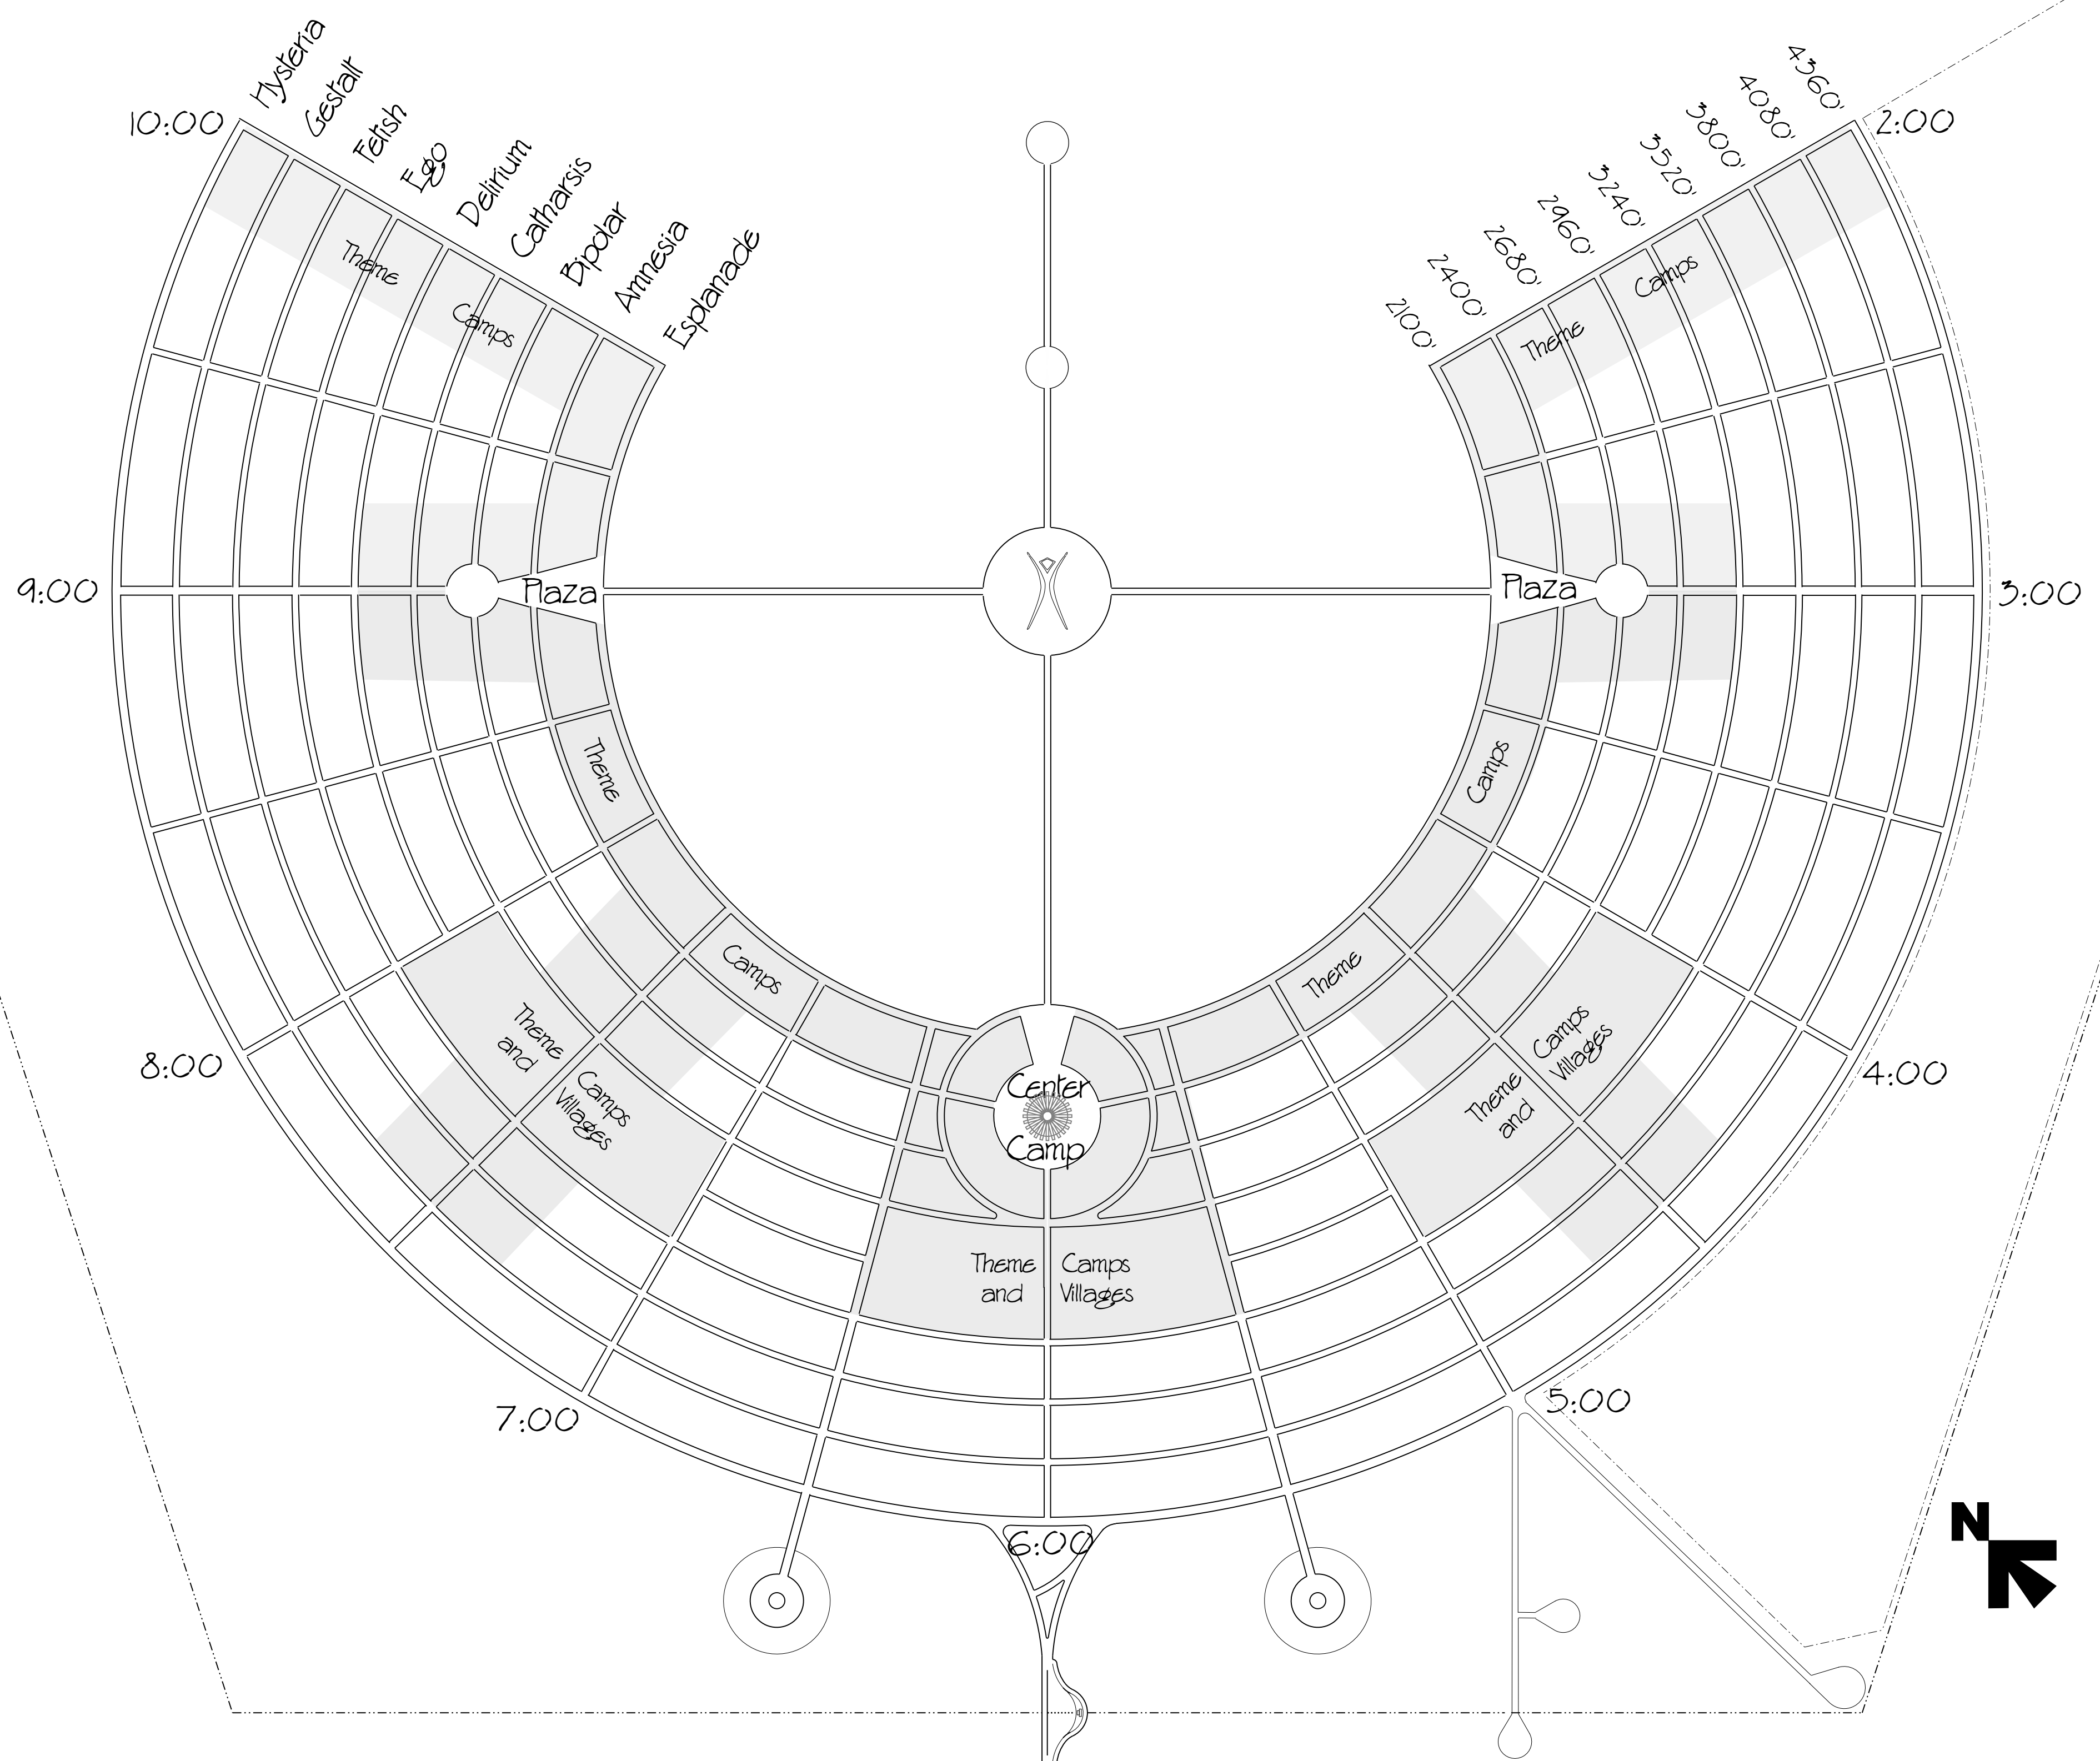 Hysteria
Gestalt
Fetish
Ego
Delirium
Catharsis
Bipolar
Amnesia
Esplanade
4360'
4080'
3800'
3520'
3240'
2960'
2680'
2400'
2100'
10:00
2:00
Theme
Camps
Theme
Camps
9:00
Plaza
Plaza
3:00
Theme
Camps
Camps
Theme
8:00
Theme
and
Camps
Villages
Center
Camp
Theme
and
Camps
Villages
4:00
Theme
and
Camps
Villages
7:00
5:00
6:00
N